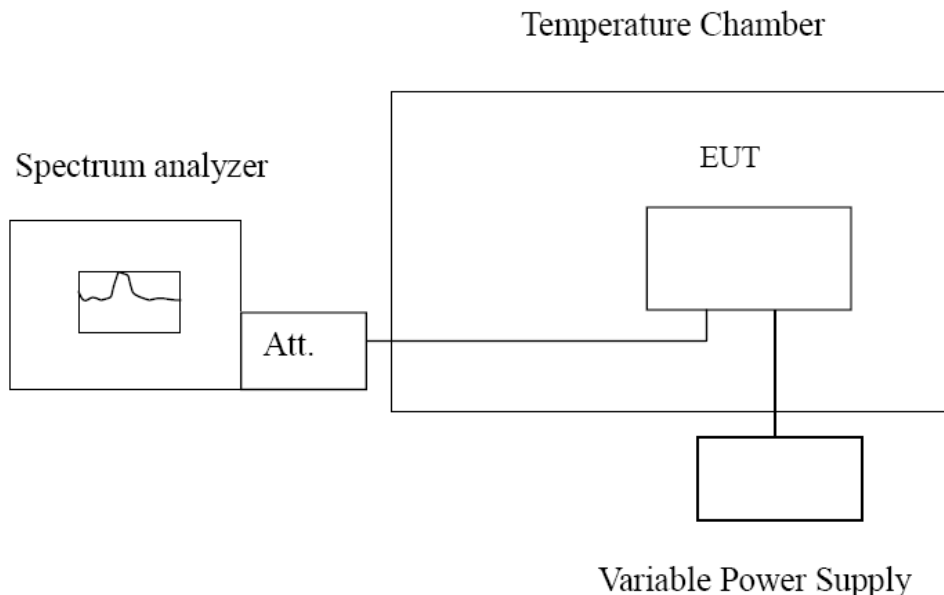 Temperature Chamber
Spectrum analyzer
EUT
Att.
Variable Power Supply